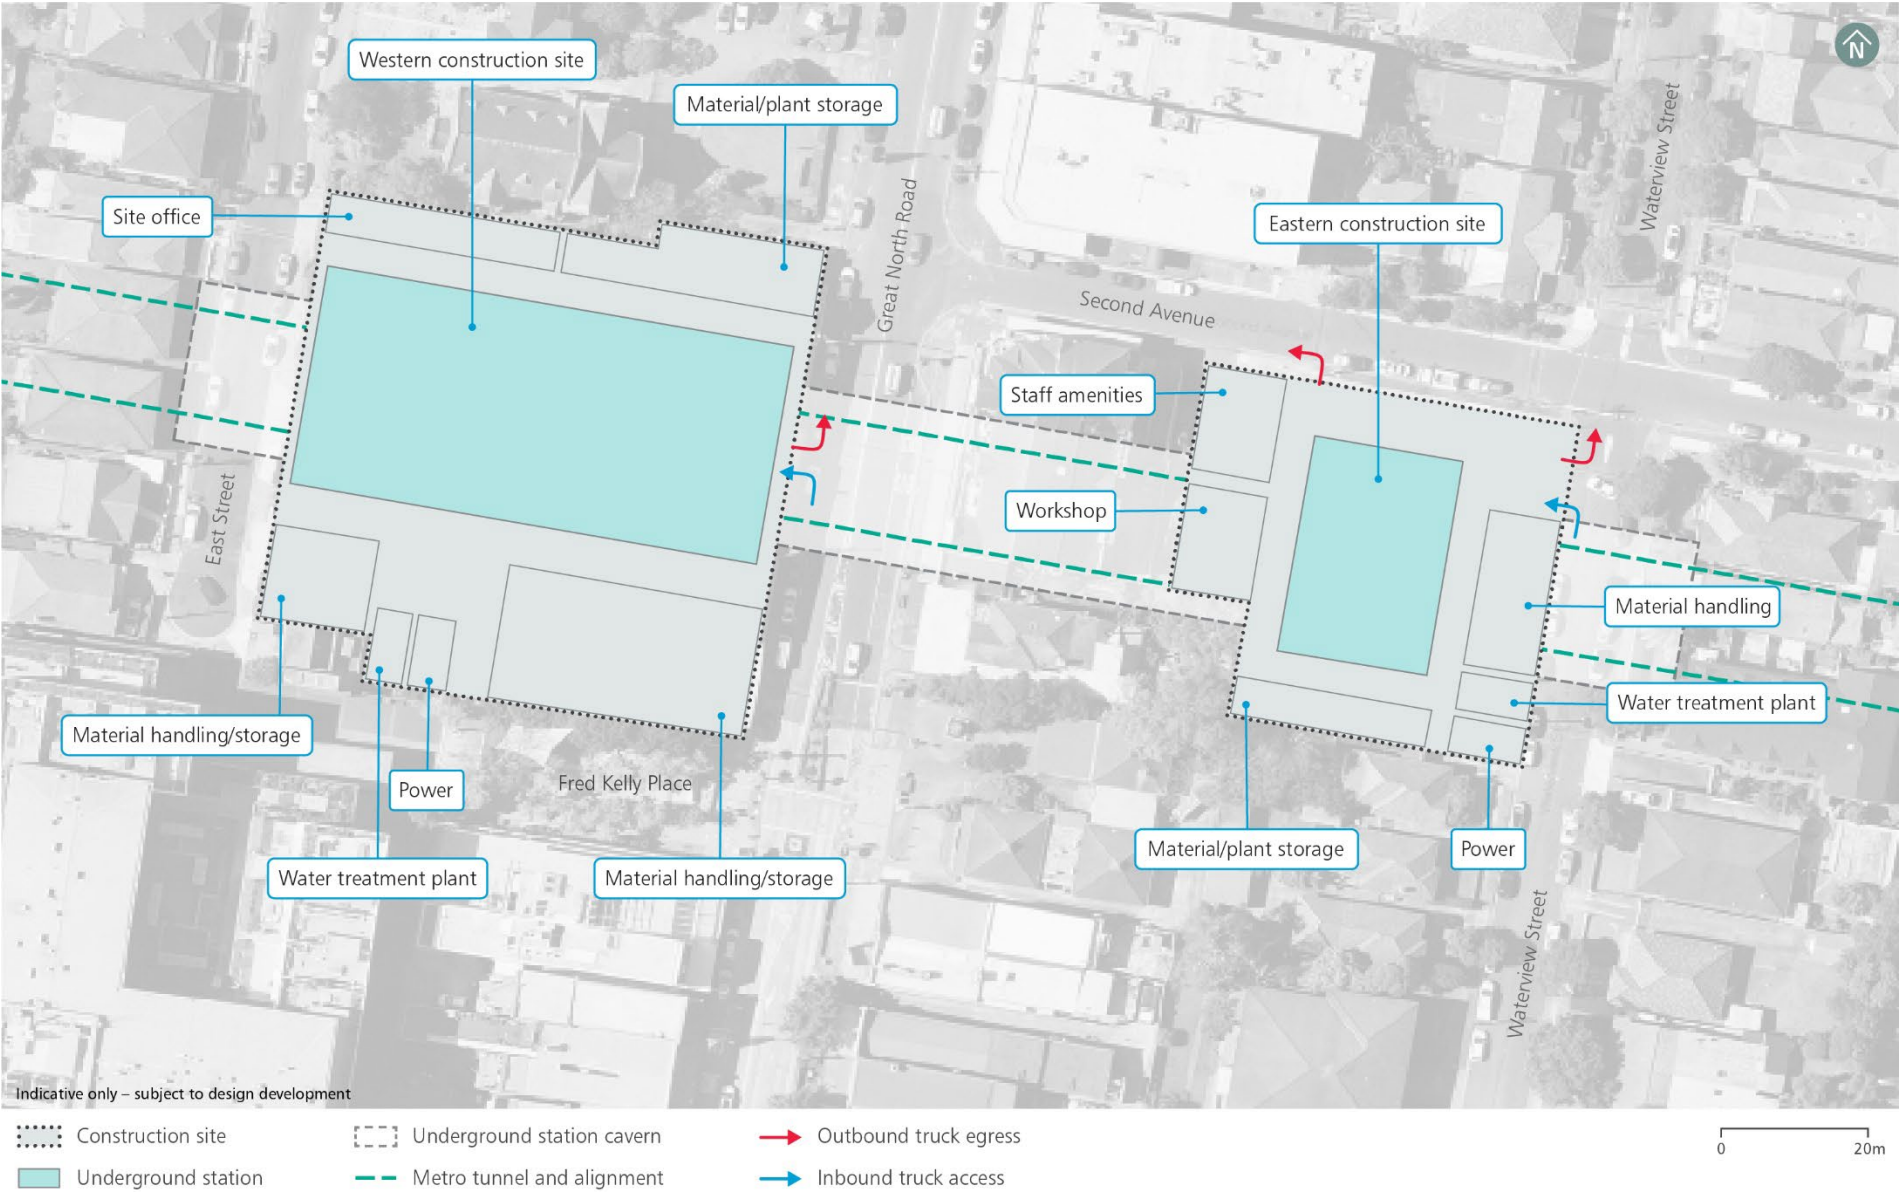 N
Western construction site
Material/plant storage
Waterview Street
Site office
Great North Road
Eastern construction site
Second Avenue
Staff amenities
Workshop
East Street
Material handling
Water treatment plant
Material handling/storage
Power
Fred Kelly Place
Material/plant storage
Power
Water treatment plant
Material handling/storage
Waterview Street
Indicative only – subject to design development
Construction site
Underground station cavern
Outbound truck egress
Underground station
Metro tunnel and alignment
Inbound truck access
0 20m